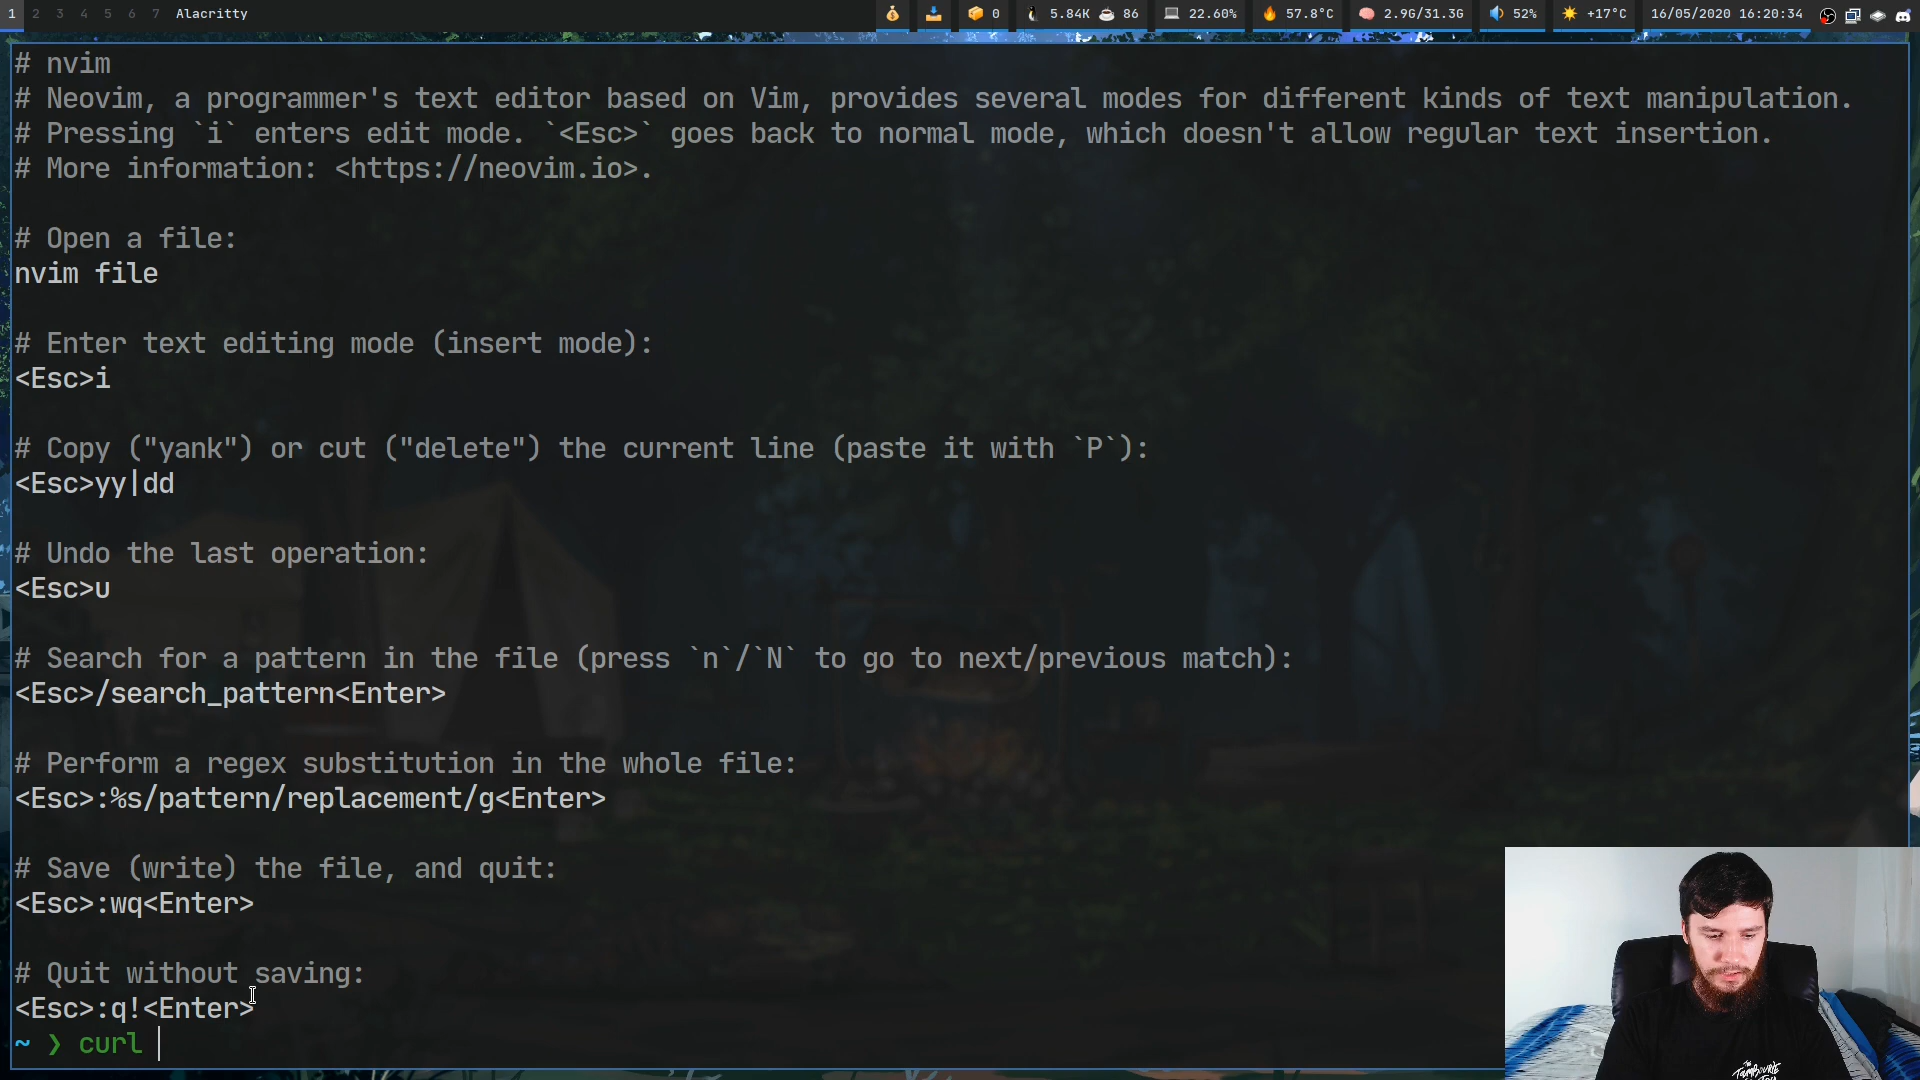 1 2 3 4 5 6 7 Alacritty 0 5.84K 86 22.60% 57.8°C 2.9G/31.3G 52% +17°C 16/05/2020 16:20:34
# nvim
# Neovim, a programmer's text editor based on Vim, provides several modes for different kinds of text manipulation.
# Pressing `i` enters edit mode. `<Esc>` goes back to normal mode, which doesn't allow regular text insertion.
# More information: <https://neovim.io>.
# Open a file:
nvim file
# Enter text editing mode (insert mode):
<Esc>i
# Copy ("yank") or cut ("delete") the current line (paste it with `P`):
<Esc>yy|dd
# Undo the last operation:
<Esc>u
# Search for a pattern in the file (press `n`/`N` to go to next/previous match):
<Esc>/search_pattern<Enter>
# Perform a regex substitution in the whole file:
<Esc>:%s/pattern/replacement/g<Enter>
# Save (write) the file, and quit:
<Esc>:wq<Enter>
# Quit without saving:
<Esc>:q!<Enter>
~ ❯ curl